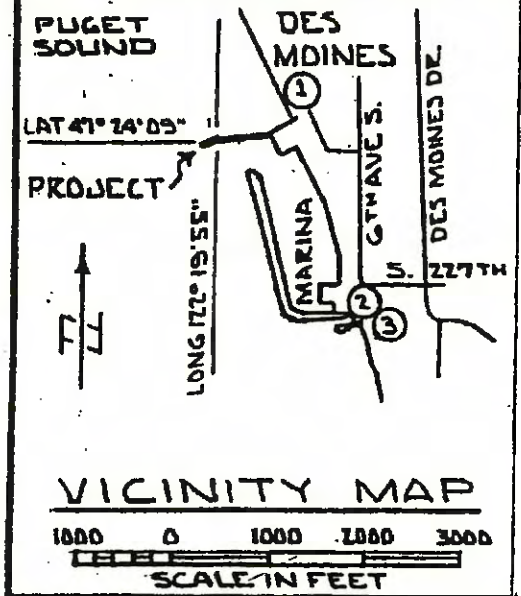 PUGET
SOUND
DES
MOINES
1
LAT 47° 24' 09"
PROJECT
LONG 122° 19' 55"
MARINA
6TH AVE S.
DES MOINES DR.
S. 227TH
2
3
VICINITY MAP
1000 0 1000 2000 3000
SCALE IN FEET